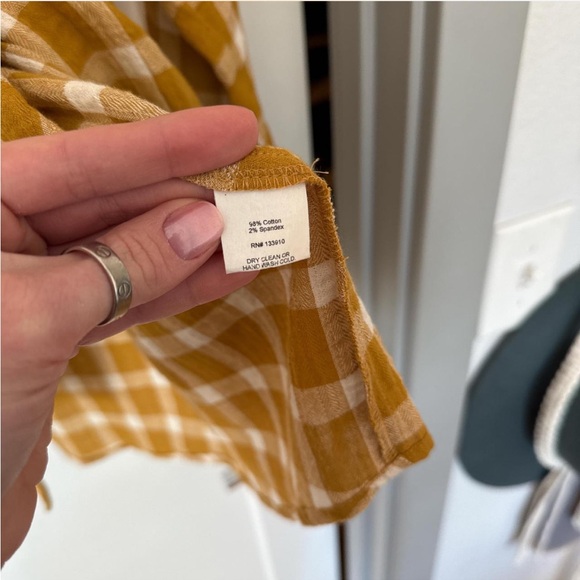 98% Cotton
2% Spandex
RN# 133910
DRY CLEAN OR
HAND WASH COLD.